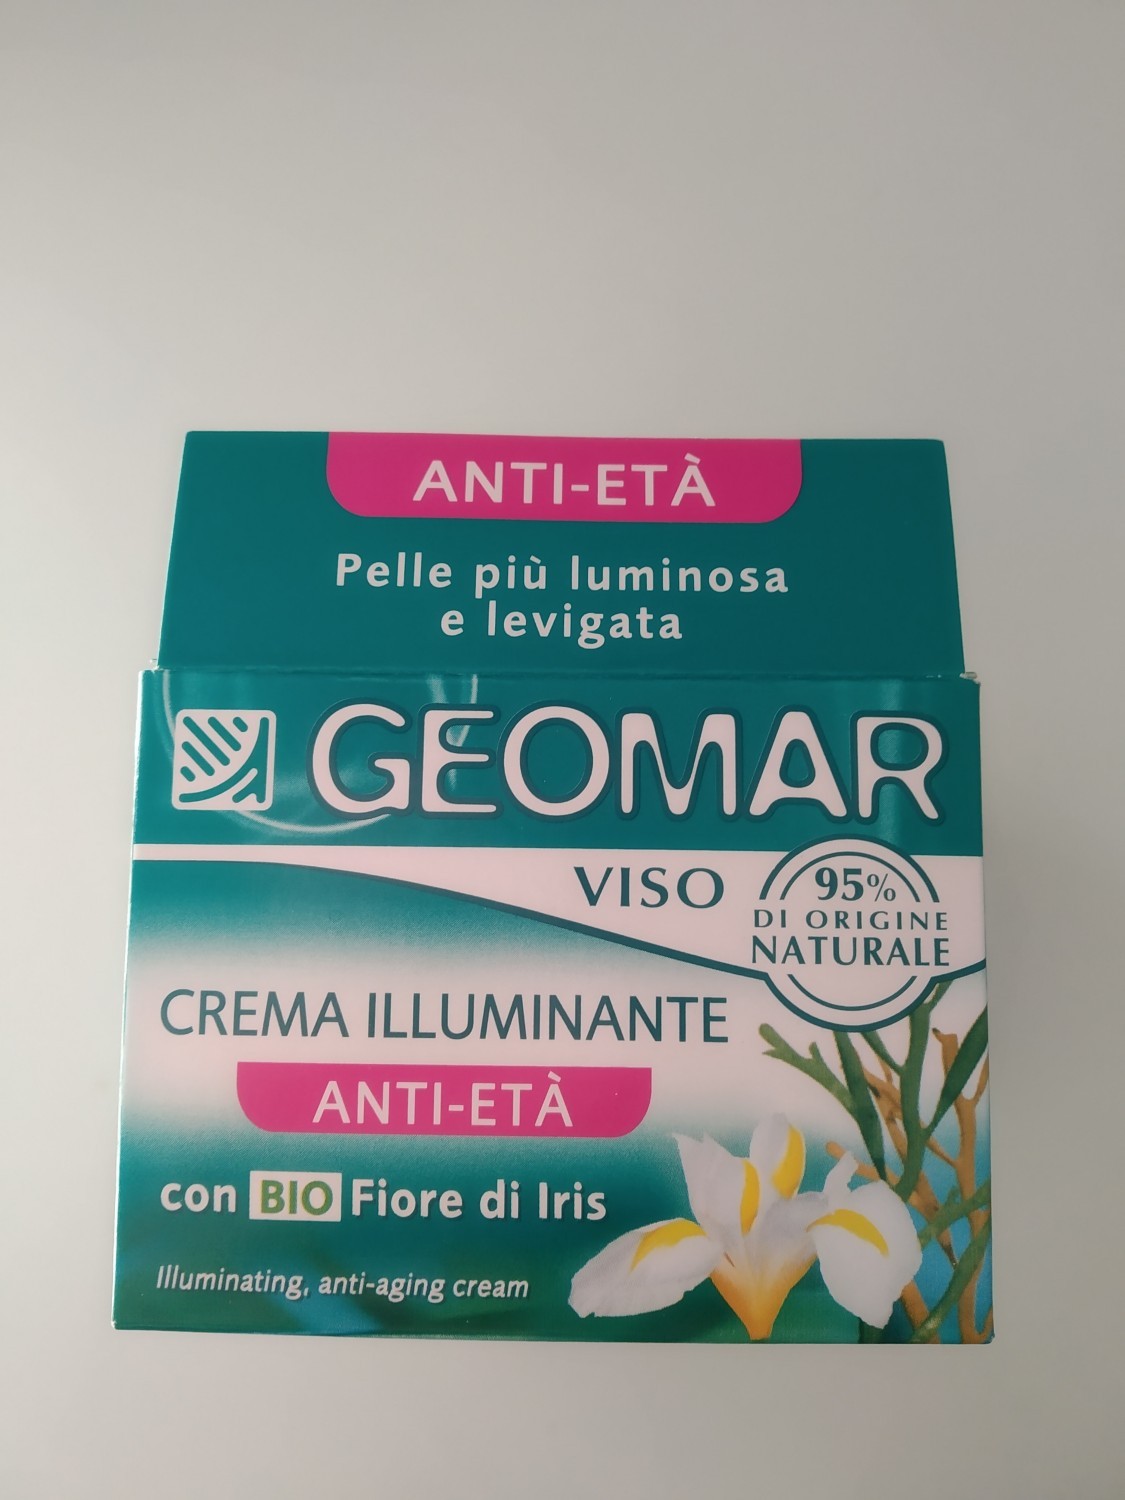 ANTI-ETÀ
Pelle più luminosa
e levigata
GEOMAR
VISO
95%
DI ORIGINE
NATURALE
CREMA ILLUMINANTE
ANTI-ETÀ
con BIO Fiore di Iris
Illuminating, anti-aging cream